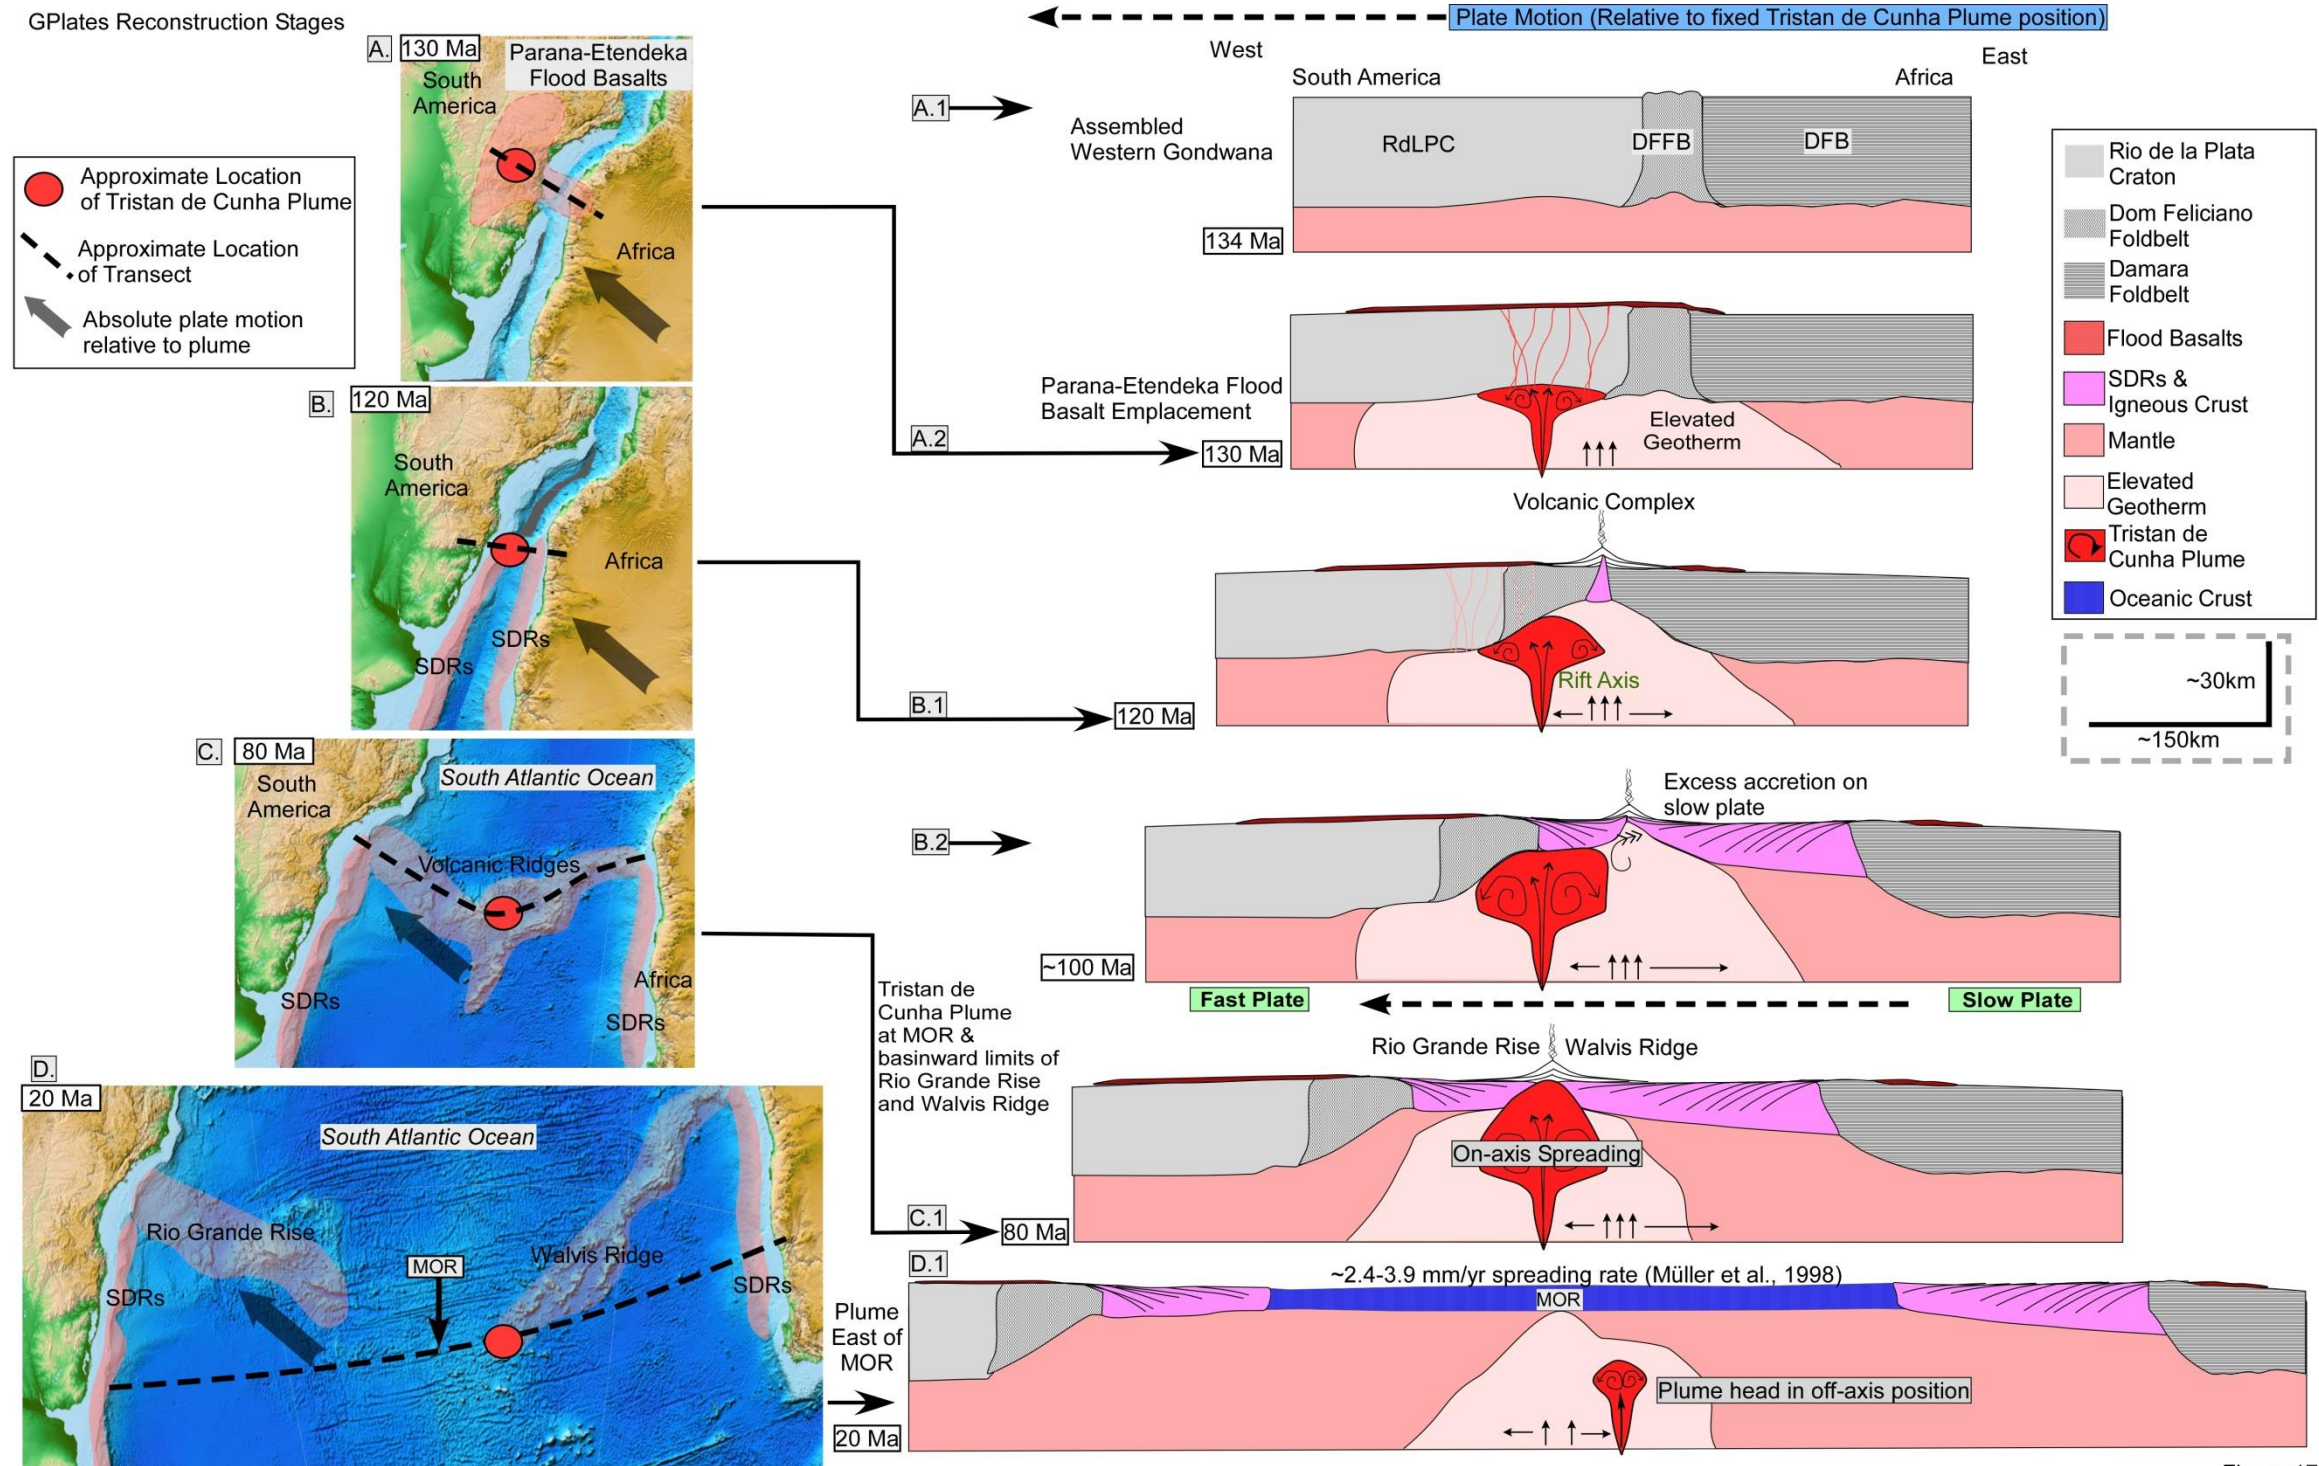 GPlates Reconstruction Stages
Plate Motion (Relative to fixed Tristan de Cunha Plume position)
West
East
South America
Africa
A.
130 Ma
Parana-Etendeka
Flood Basalts
South
America
Africa
Approximate Location
of Tristan de Cunha Plume
Approximate Location
of Transect
Absolute plate motion
relative to plume
A.1
Assembled
Western Gondwana
134 Ma
RdLPC
DFFB
DFB
Rio de la Plata
Craton
Dom Feliciano
Foldbelt
Damara
Foldbelt
Flood Basalts
SDRs &
Igneous Crust
Mantle
Elevated
Geotherm
Tristan de
Cunha Plume
Oceanic Crust
~30km
~150km
Parana-Etendeka Flood
Basalt Emplacement
A.2
130 Ma
Elevated
Geotherm
B.
120 Ma
South
America
Africa
SDRs
SDRs
Volcanic Complex
Rift Axis
B.1
120 Ma
C.
80 Ma
South
America
South Atlantic Ocean
Volcanic Ridges
Africa
SDRs
SDRs
B.2
Excess accretion on
slow plate
~100 Ma
Fast Plate
Slow Plate
Tristan de
Cunha Plume
at MOR &
basinward limits of
Rio Grande Rise
and Walvis Ridge
Rio Grande Rise
Walvis Ridge
On-axis Spreading
C.1
80 Ma
D.
20 Ma
South Atlantic Ocean
Rio Grande Rise
MOR
Walvis Ridge
SDRs
SDRs
D.1
~2.4-3.9 mm/yr spreading rate (Müller et al., 1998)
MOR
Plume
East of
MOR
Plume head in off-axis position
20 Ma